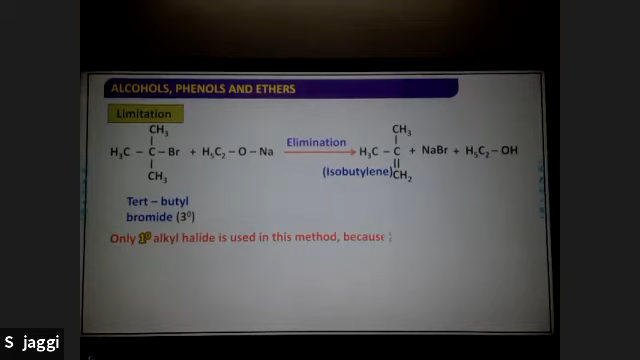 ALCOHOLS, PHENOLS AND ETHERS
Limitation
CH3
H3C – C – Br + H5C2 – O – Na
CH3
Elimination
CH3
H3C – C + NaBr + H5C2 – OH
(Isobutylene) CH2
Tert – butyl
bromide (3⁰)
Only 1⁰ alkyl halide is used in this method, because
S jaggi